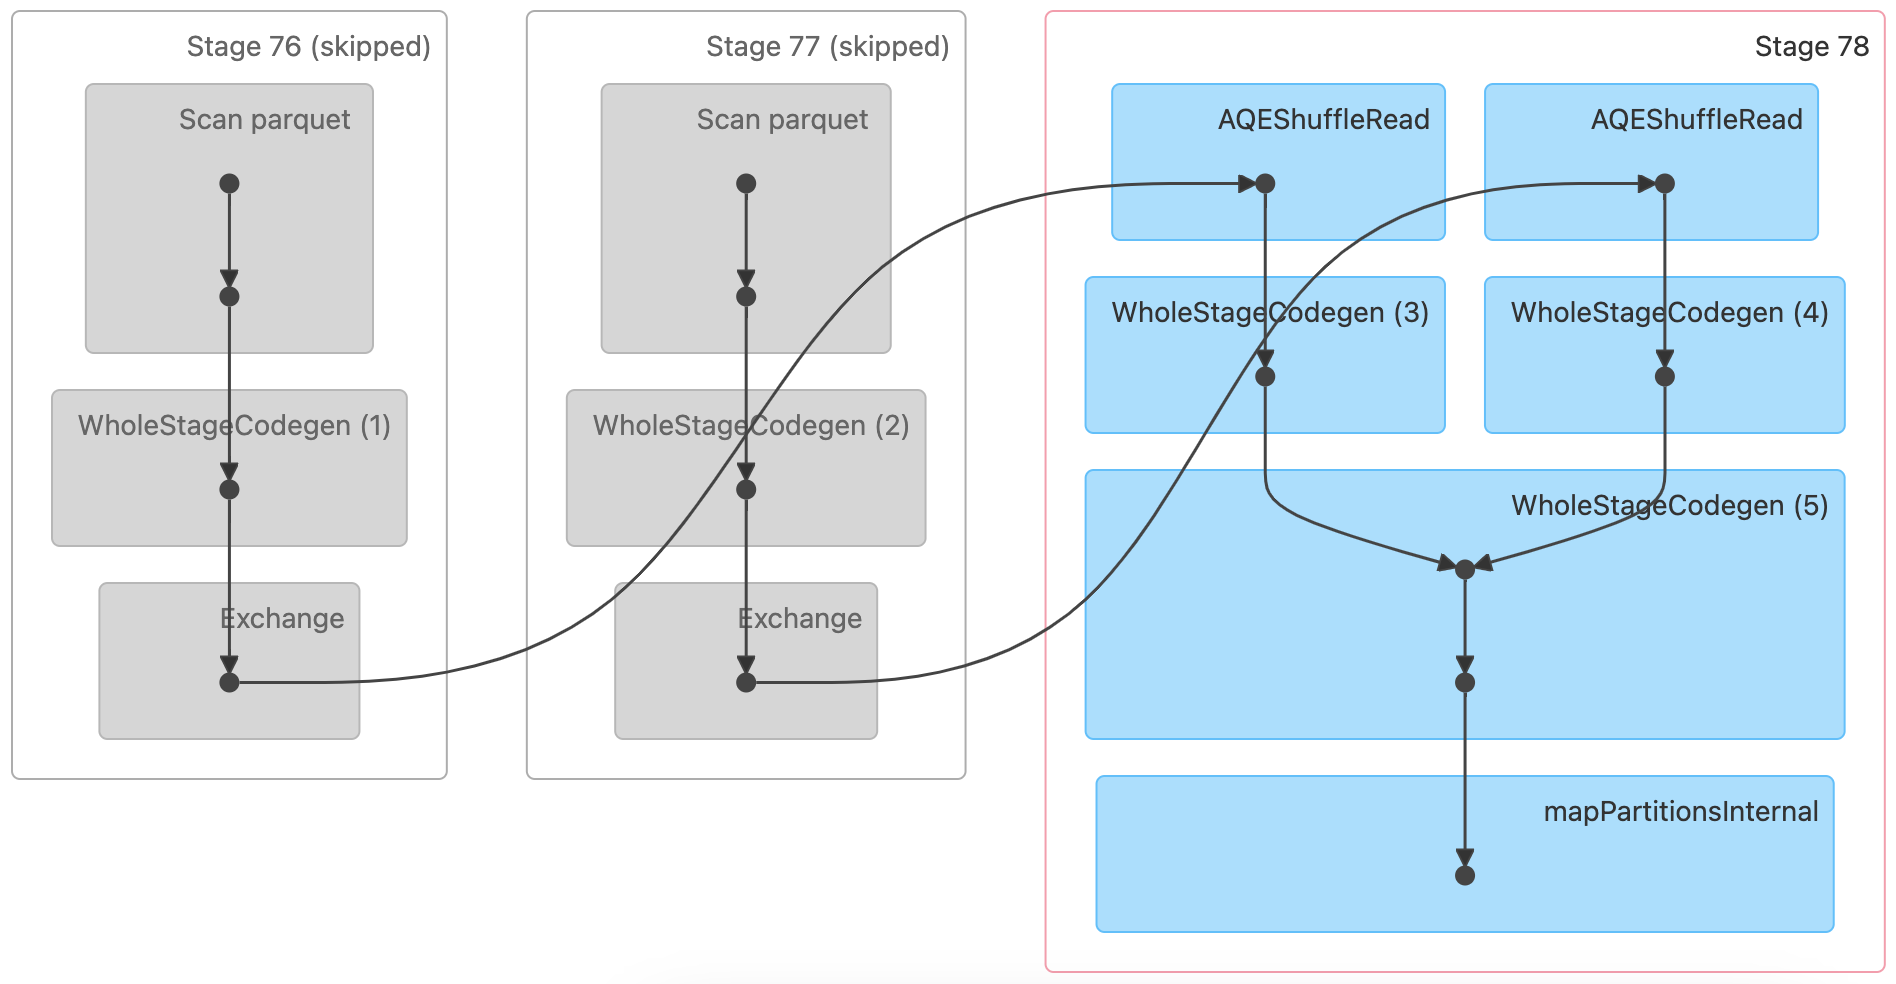 Stage 76 (skipped)
Scan parquet
WholeStageCodegen (1)
Exchange
Stage 77 (skipped)
Scan parquet
WholeStageCodegen (2)
Exchange
Stage 78
AQEShuffleRead
AQEShuffleRead
WholeStageCodegen (3)
WholeStageCodegen (4)
WholeStageCodegen (5)
mapPartitionsInternal